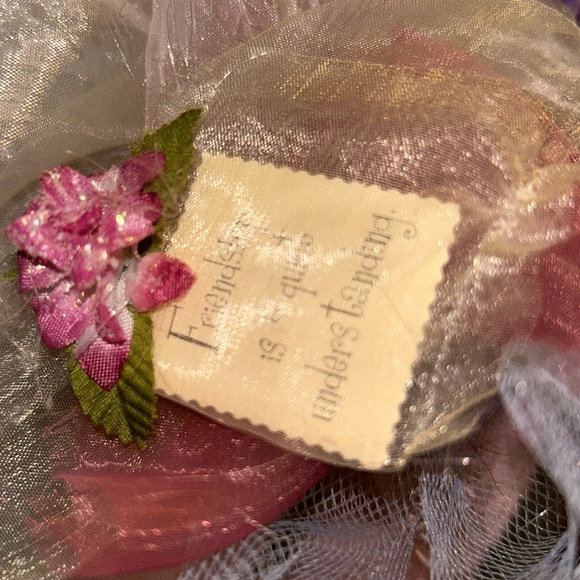 Friendship
is a quiet
understanding.